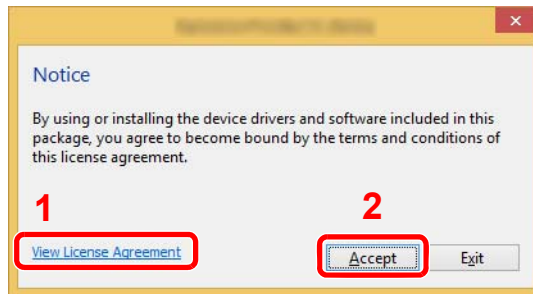 Notice
By using or installing the device drivers and software included in this
package, you agree to become bound by the terms and conditions of
this license agreement.
1
2
View License Agreement
Accept
Exit